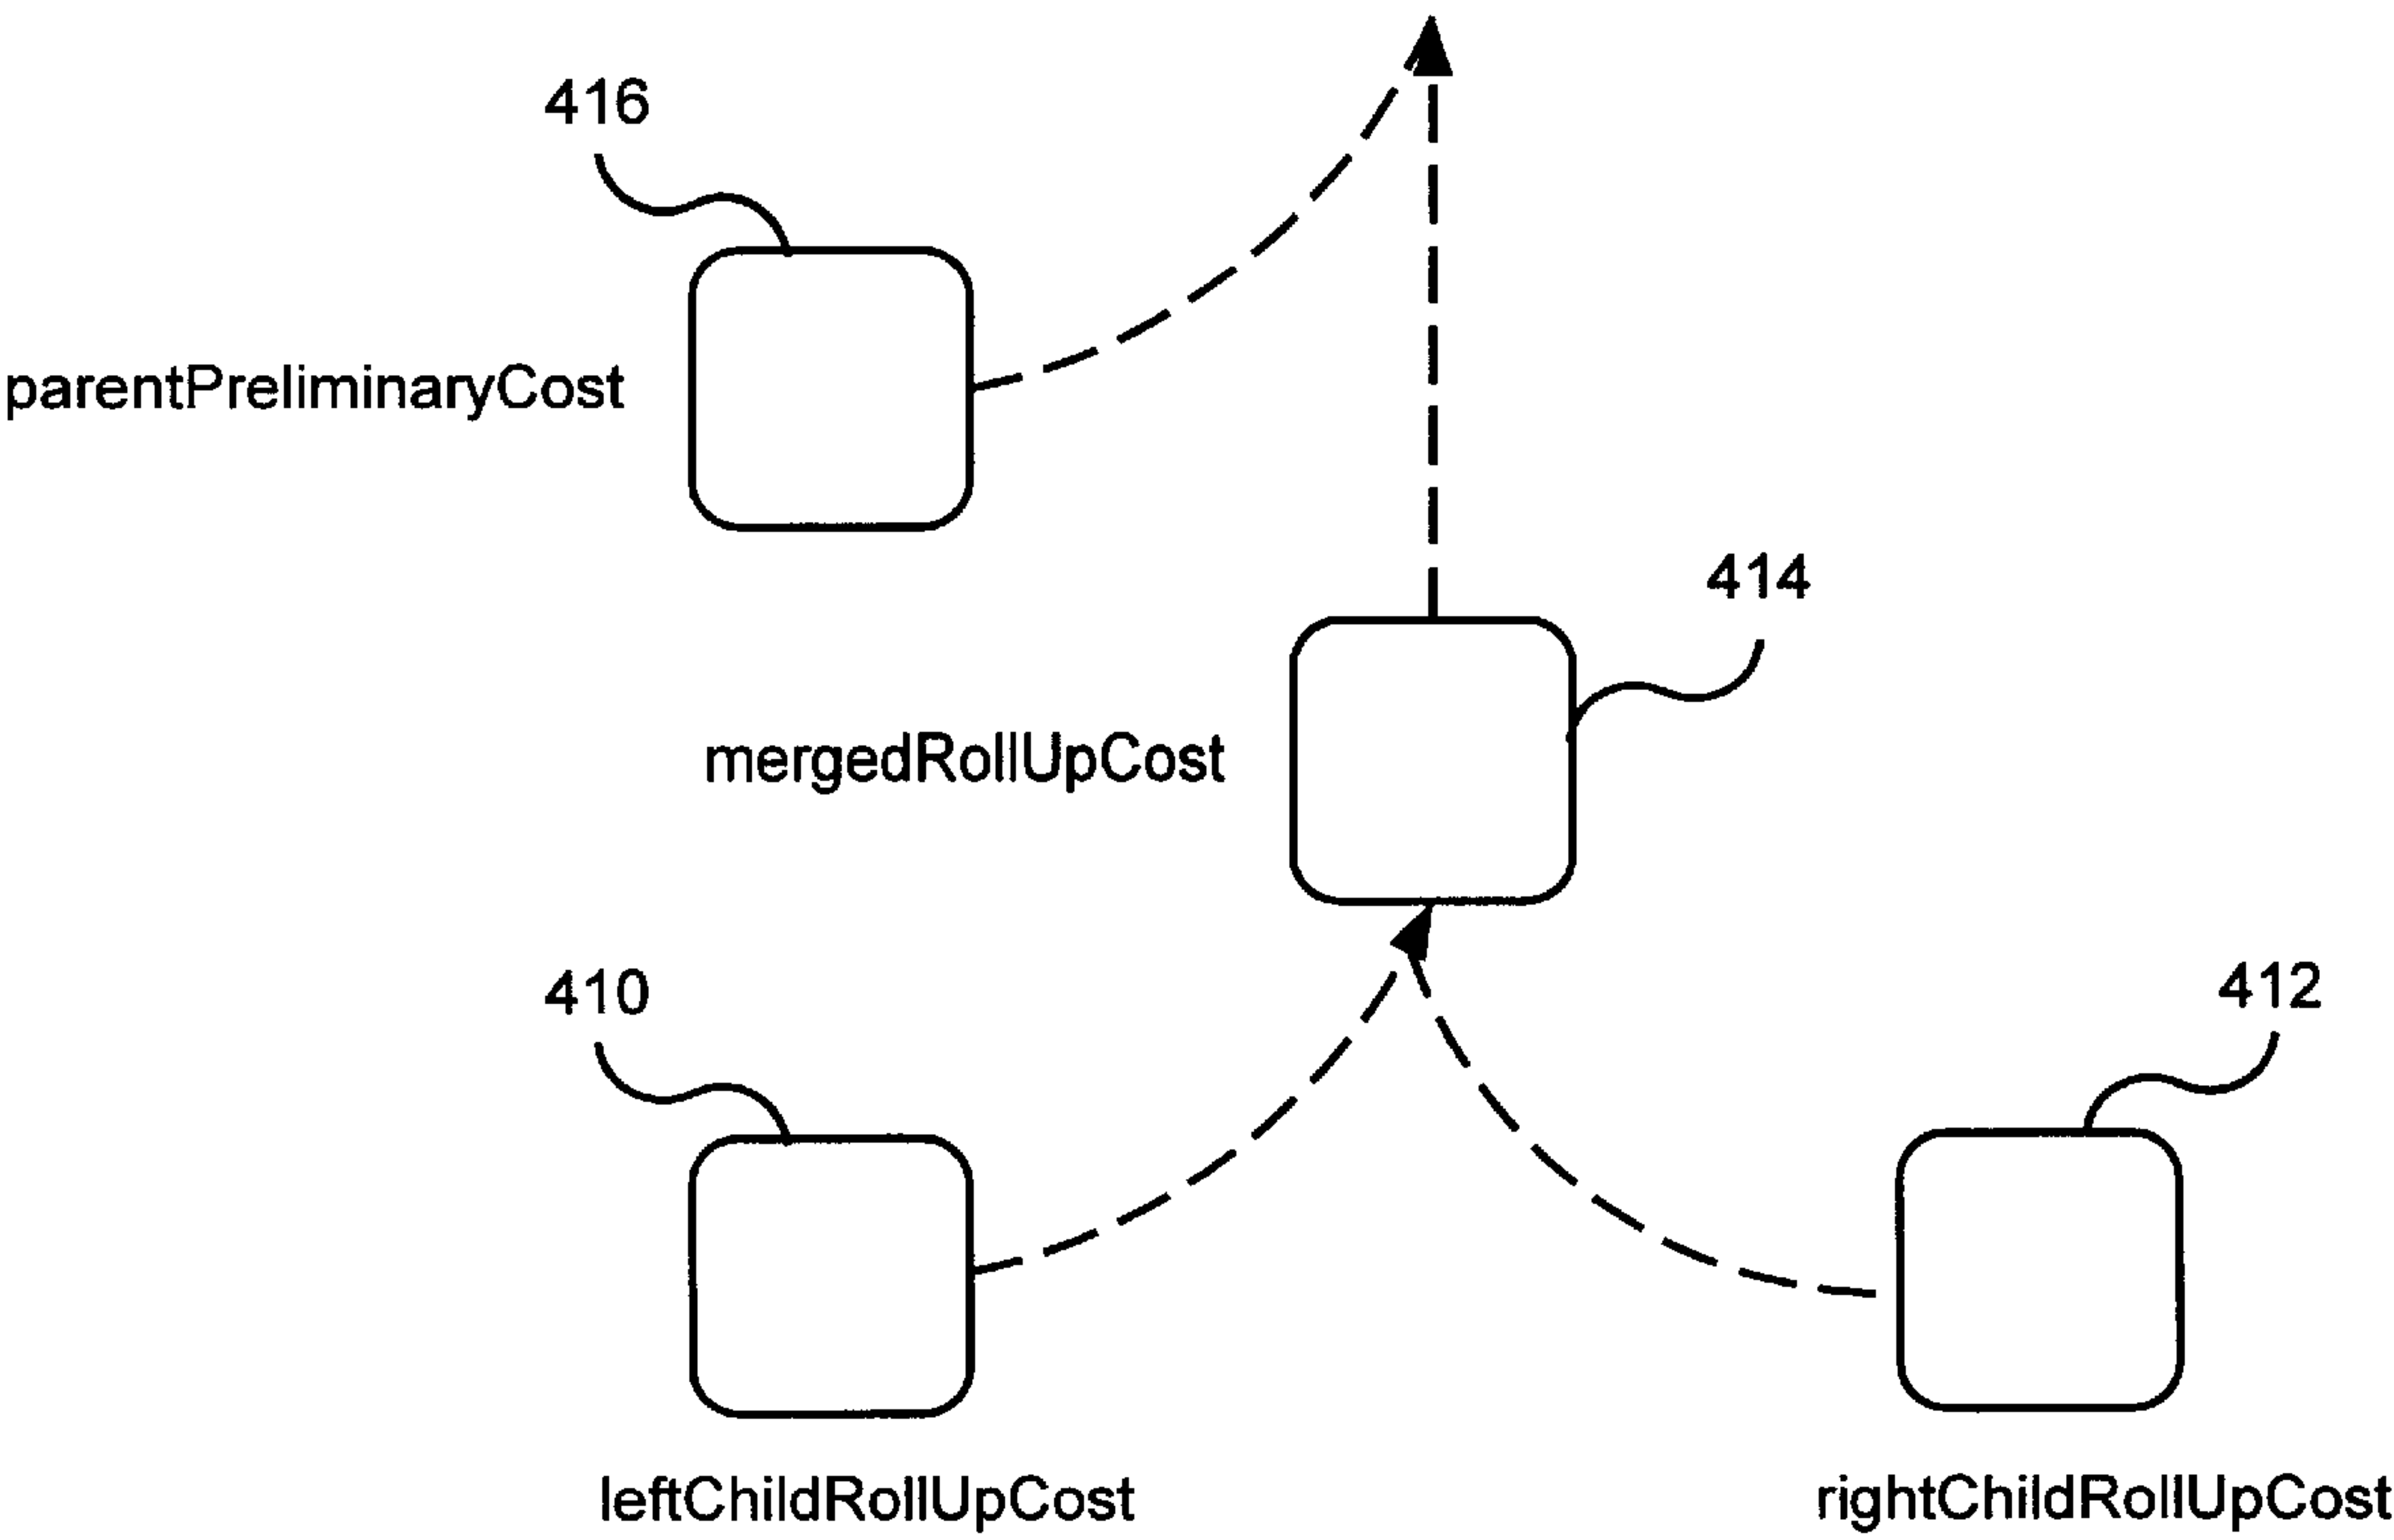 416
parentPreliminaryCost
414
mergedRollUpCost
410
412
leftChildRollUpCost
rightChildRollUpCost